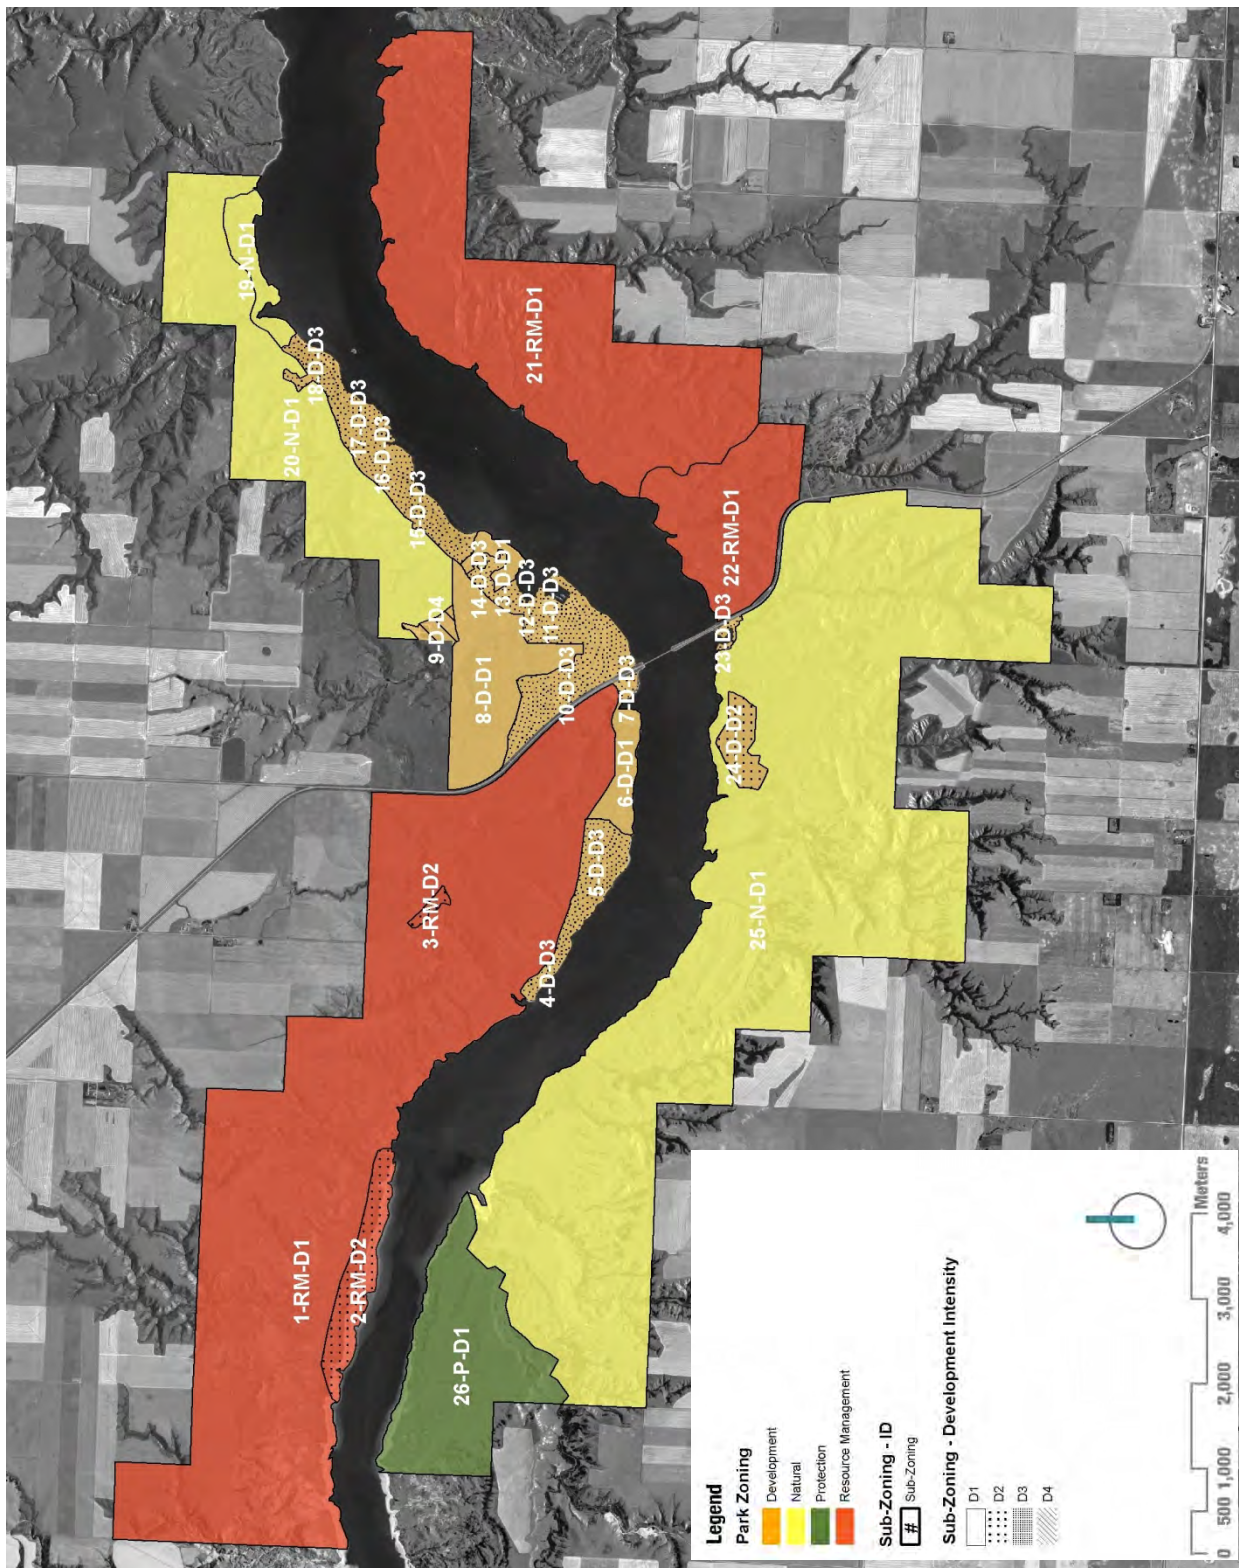 1-RM-D1
2-RM-D2
3-RM-D2
4-D-D3
5-D-D3
6-D-D1
7-D-D3
8-D-D1
9-D-D4
10-D-D3
11-D-D3
12-D-D3
13-D-D1
14-D-D3
15-D-D3
16-D-D3
17-D-D3
18-D-D3
19-N-D1
20-N-D1
21-RM-D1
22-RM-D1
23-D-D3
24-D-D2
25-N-D1
26-P-D1
Legend
Park Zoning
Development
Natural
Protection
Resource Management
Sub-Zoning - ID
# Sub-Zoning
Sub-Zoning - Development Intensity
D1
D2
D3
D4
0 500 1,000 2,000 3,000 4,000
Meters